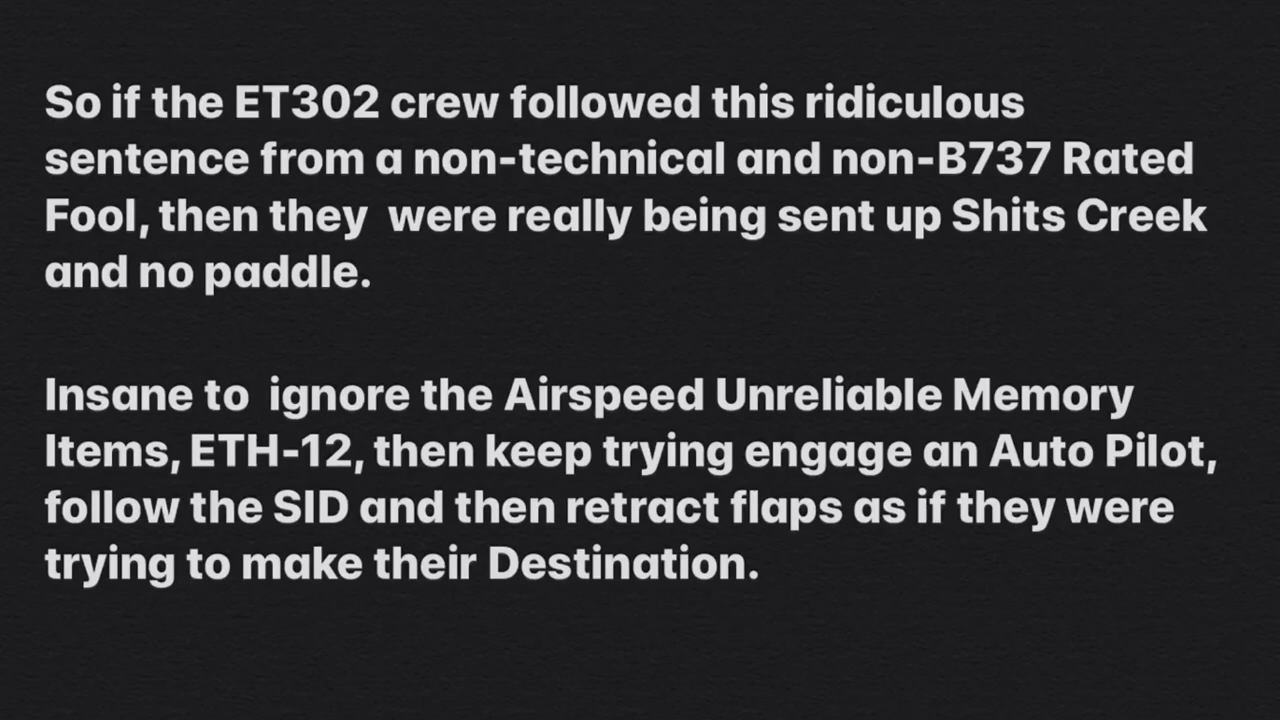 So if the ET302 crew followed this ridiculous
sentence from a non-technical and non-B737 Rated
Fool, then they  were really being sent up Shits Creek
and no paddle.
Insane to  ignore the Airspeed Unreliable Memory
Items, ETH-12, then keep trying engage an Auto Pilot,
follow the SID and then retract flaps as if they were
trying to make their Destination.